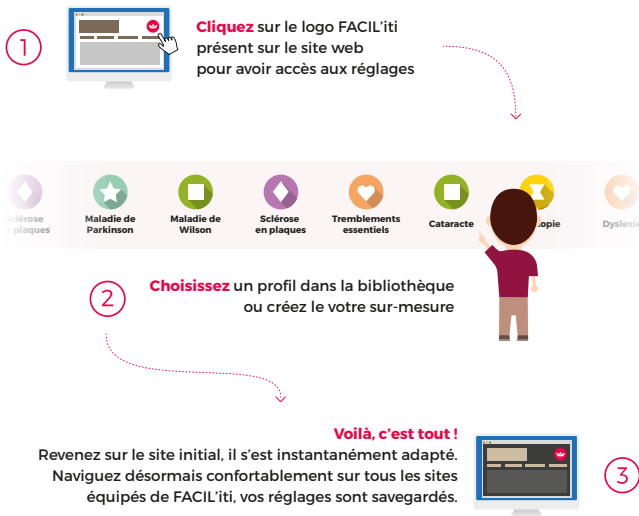 1
Cliquez sur le logo FACIL'iti
présent sur le site web
pour avoir accès aux réglages
Sclérose
en plaques
Maladie de
Parkinson
Maladie de
Wilson
Sclérose
en plaques
Tremblements
essentiels
Cataracte
Dyslexie
2
Choisissez un profil dans la bibliothèque
ou créez le votre sur-mesure
Voilà, c'est tout !
Revenez sur le site initial, il s'est instantanément adapté.
Naviguez désormais confortablement sur tous les sites
équipés de FACIL'iti, vos réglages sont savegardés.
3